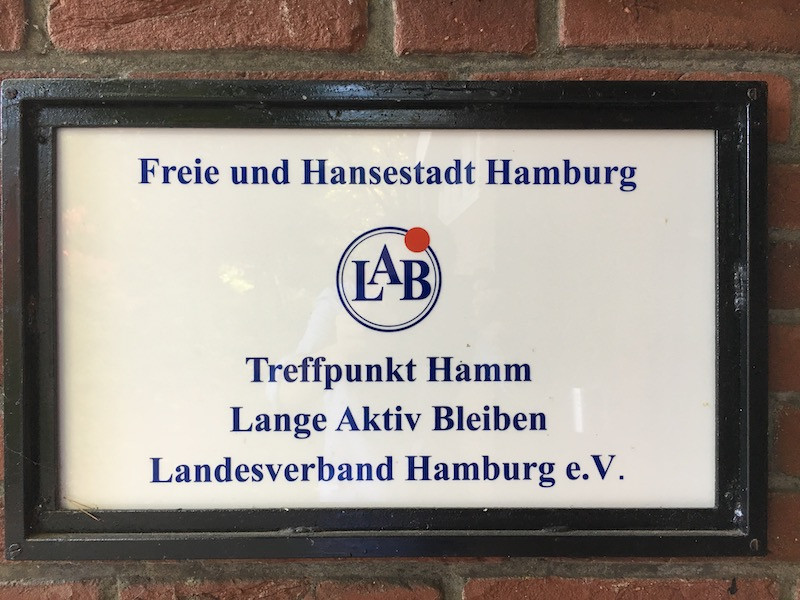 Freie und Hansestadt Hamburg
LAB
Treffpunkt Hamm
Lange Aktiv Bleiben
Landesverband Hamburg e.V.